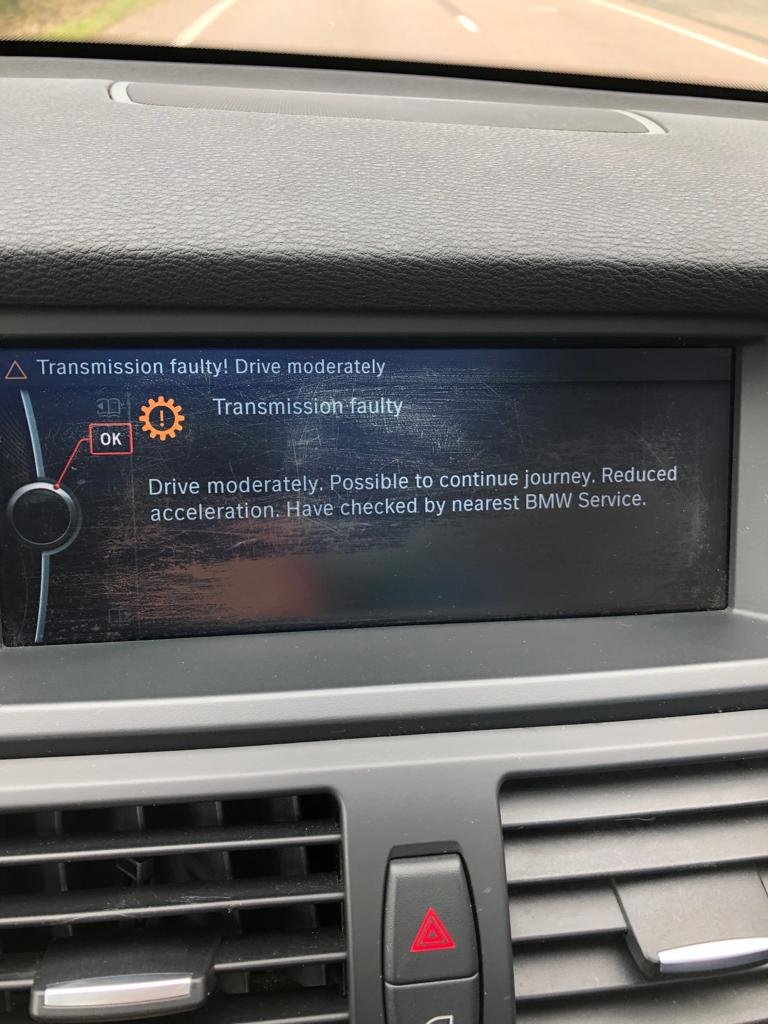 Transmission faulty! Drive moderately
Transmission faulty
OK
Drive moderately. Possible to continue journey. Reduced
acceleration. Have checked by nearest BMW Service.